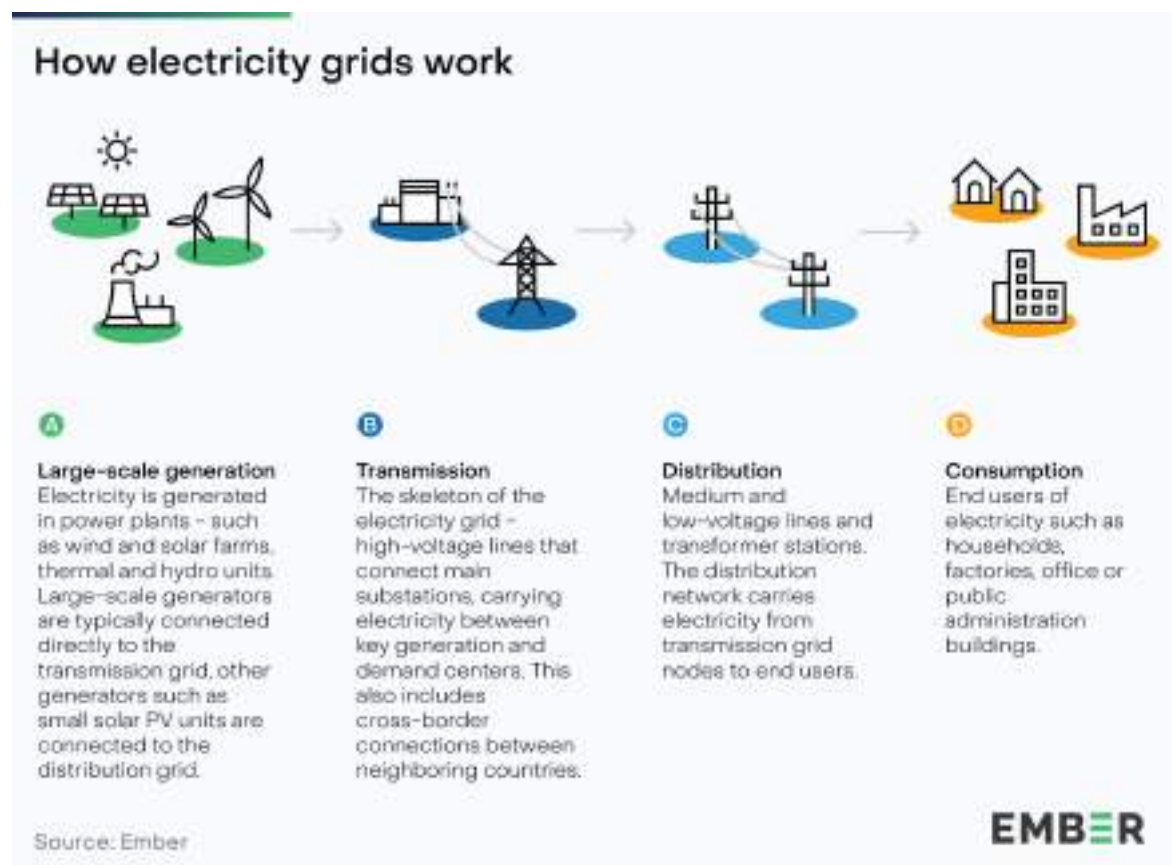 How electricity grids work
A
Large-scale generation
Electricity is generated
in power plants – such
as wind and solar farms,
thermal and hydro units.
Large-scale generators
are typically connected
directly to the
transmission grid, other
generators such as
small solar PV units are
connected to the
distribution grid.
B
Transmission
The skeleton of the
electricity grid –
high-voltage lines that
connect main
substations, carrying
electricity between
key generation and
demand centers. This
also includes
cross-border
connections between
neighboring countries.
C
Distribution
Medium and
low-voltage lines and
transformer stations.
The distribution
network carries
electricity from
transmission grid
nodes to end users.
D
Consumption
End users of
electricity such as
households,
factories, office or
public
administration
buildings.
Source: Ember
EMBER